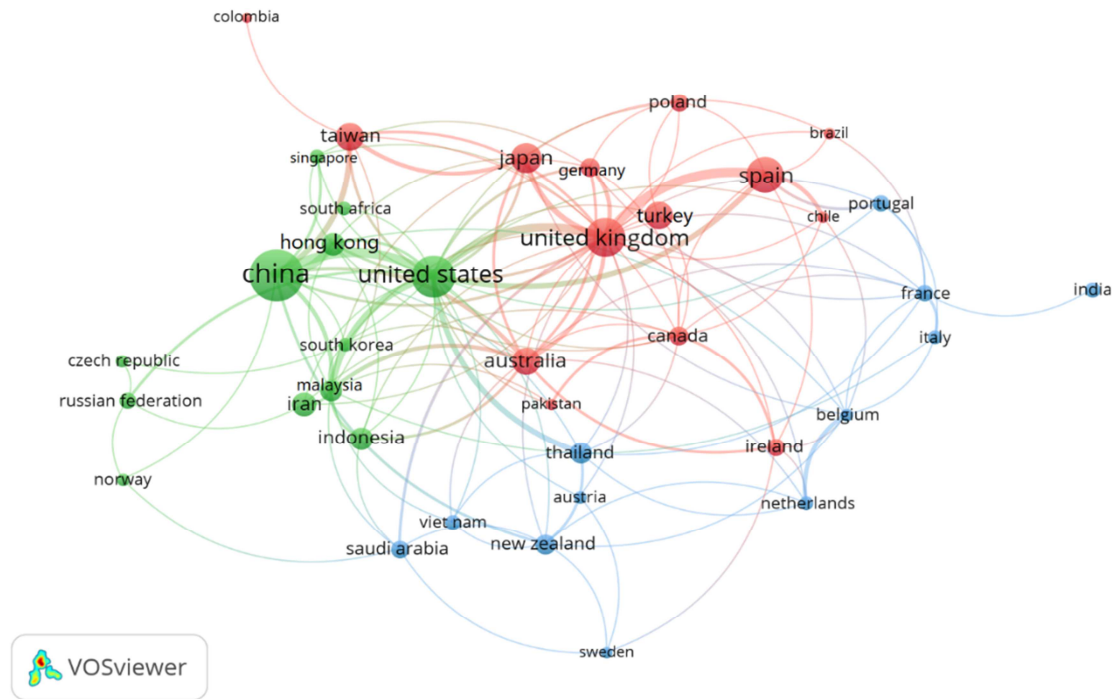 colombia
poland
brazil
taiwan
singapore
japan
germany
spain
south africa
turkey
chile
portugal
hong kong
united kingdom
china
united states
france
india
south korea
canada
italy
czech republic
australia
malaysia
russian federation
iran
pakistan
belgium
indonesia
thailand
ireland
norway
austria
netherlands
viet nam
saudi arabia
new zealand
sweden
VOSviewer